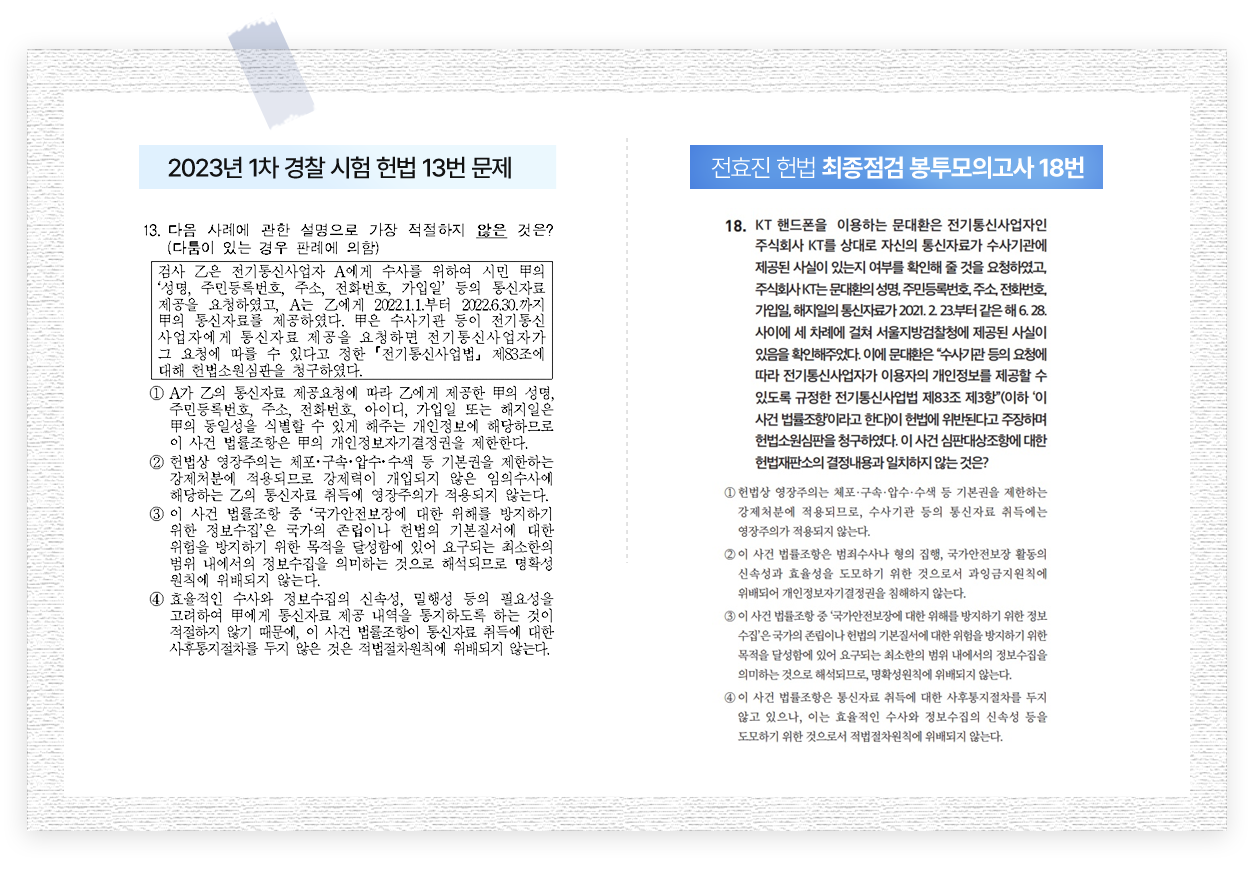 2023년 1차 경찰 시험 헌법 13번 문제
13. 다음 사례에 관한 설명으로 가장 적절하지 않은 것은?
(다툼이 있는 경우 판례에 의함)
검사 乙은 전기통신사업자 A에게 수사를 위하여 시민 甲의
‘성명, 주민등록번호, 주소, 전화번호, 가입일’ 등의 통신자료
제공을 요청하였고, A는 乙에게 2022.1.1.부터 2022.6.30.까지
甲의 통신자료를 제공하였다. 甲은 수사기관 등이 전기통신
사업자에게 통신자료 제공을 요청하면 전기통신사업자가
그 요청에 따를 수 있다고 정한 「전기통신사업법」 제83조에
대해 헌법소원심판을 청구하였다.
① A가 乙의 통신자료 제공요청에 따라 乙에게 제공한 甲의 성명,
주민등록번호, 주소, 전화번호, 아이디, 가입일 또는 해지일은
甲의 동일성을 식별할 수 있게 해주는 개인정보에 해당하므로
이 사건 법률조항은 甲의 개인정보자기결정권을 제한한다.
② 헌법상 영장주의는 체포·구속·압수·수색 등 기본권을 제한하는
강제처분에 적용되므로 강제력이 개입되지 않은 임의수사에
해당하는 乙의 통신자료 취득에 영장주의가 적용되지 않는다.
③ 이 사건 법률조항 중 ‘국가안전보장에 대한 위해를 방지하기
위한 정보수집’은 국가의 존립이나 헌법의 기본질서에 대한
위험을 방지하기 위한 목적을 달성함에 있어 요구되는 최소한의
범위 내에서의 정보수집을 의미하는 것으로 해석되므로 명확성
원칙에 위배되지 않는다.
④ 효율적인 수사와 정보수집의 신속성, 밀행성 등의 필요성을
고려하여 甲에게 통신자료 제공 내역을 통지하도록 하는 것이
적절하지 않기 때문에, 이 사건 법률조항이 통신자료 취득에 대한
사후통지절차를 두지 않은 것은 적법절차원칙에 위배되지 않는다.
전효진 헌법 최종점검 봉투모의고사 18번
18. KT 핸드폰을 이용하는 문대환은 전기통신사업자인
주식회사 KT를 상대로 자신의 통신자료가 수사기관에
제공된 사실이 있는지 여부를 확인해 줄 것을 요청하였고,
주식회사 KT는 문대환의 성명, 주민등록번호, 주소, 전화번호,
가입일, 해지일의 통신자료가 2021. 2. 23.부터 같은 해 6. 28.
사이에 세 차례에 걸쳐 서울지방검찰청에 제공된 사실이
있음을 확인해주었다. 이에 문대환은 “수사기관 등의 요청에
따라 전기통신사업자가 이용자의 개인정보를 제공할 수
있도록 규정한 전기통신사업법 제83조 제3항”(이하 ‘이
사건 법률조항’이라고 한다)이 헌법에 위반된다고 주장하며
헌법소원심판을 청구하였다. 이 사건 심판대상조항에 대한
헌법재판소의 결정내용과 일치하지 않는 것은?
① 헌법상 영장주의는 체포·구속·압수·수색 등 기본권을 제한하는
강제처분에 적용되므로, 수사기관 등의 통신자료 취득에는
영장주의가 적용되지 않는다.
② 이 사건 법률조항은 범죄수사나 형의 집행, 국가안전보장 활동의
신속성과 효율성을 도모하기 위한 것으로서 과잉금지원칙에
위배되어 개인정보자기결정권을 침해하지 않는다.
③ 이 사건 법률조항 중 ‘국가안전보장에 대한 위해를 방지하기 위한 정보
수집’은 국가의 존립이나 헌법의 기본질서에 대한 위험을 방지하기 위한
목적을 달성함에 있어 요구되는 최소한의 범위 내에서의 정보수집을
의미하는 것으로 해석되므로, 명확성원칙에 위배되지 않는다.
④ 이 사건 법률조항은 통신자료 취득에 대한 사후통지절차를 두지
않고 있으나, 이는 효율적인 수사와 정보수집의 신속성 등을
도모하기 위한 것으로서 적법절차원칙에 위배되지 않는다.